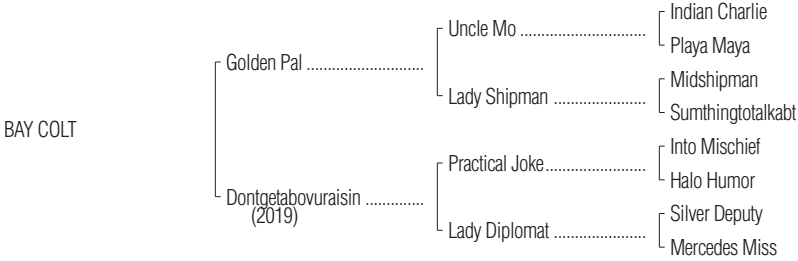 Indian Charlie
Uncle Mo ..............................
Playa Maya
Golden Pal ............................
Midshipman
Lady Shipman ......................
Sumthingtotalkabt
BAY COLT
Into Mischief
Practical Joke........................
Halo Humor
Dontgetabovuraisin ..............
(2019)
Silver Deputy
Lady Diplomat ......................
Mercedes Miss